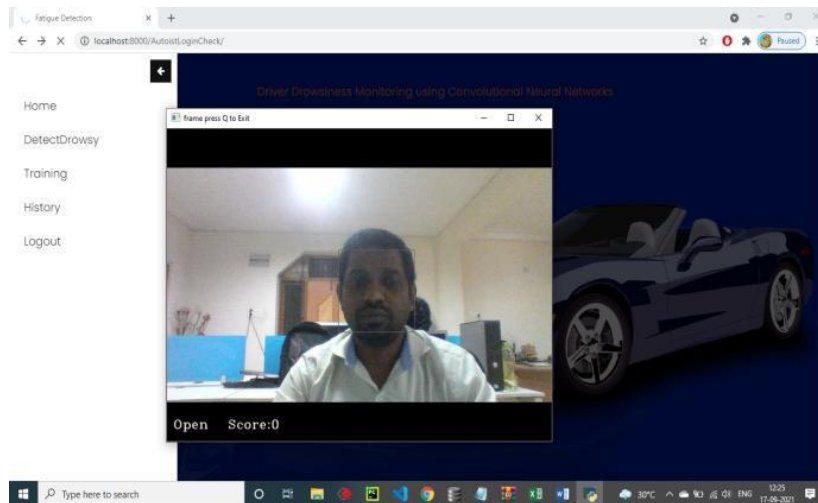 Fatigue Detection
localhost:8000/AutoistLoginCheck/
Paused
Driver Drowsiness Monitoring using Convolutional Neural Networks
Home
frame press Q to Exit
DetectDrowsy
Training
History
Logout
Open Score:0
Type here to search
30°C
ENG
12:25
17-09-2021